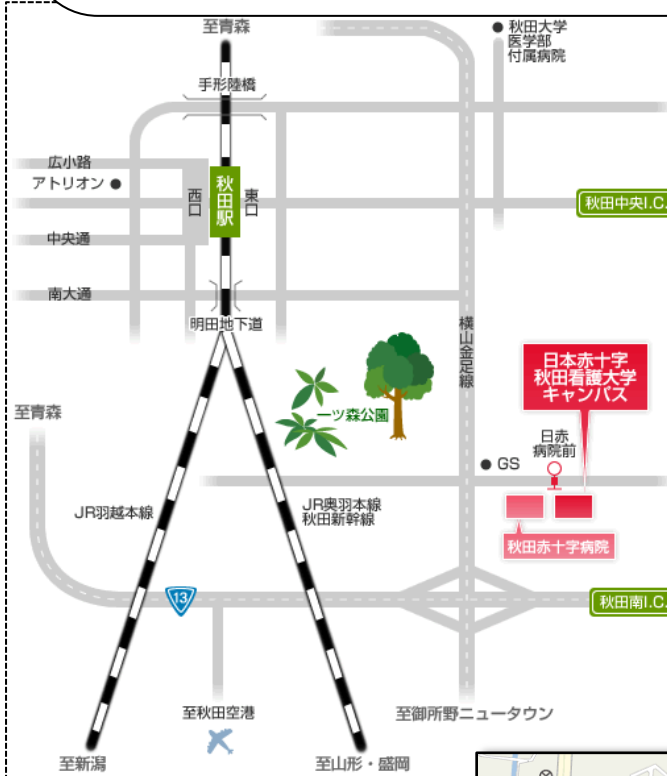 至青森
秋田大学
医学部
付属病院
手形陸橋
広小路
アトリオン
西口
秋田駅
東口
秋田中央I.C.
中央通
南大通
明田地下道
横山金足線
日本赤十字
秋田看護大学
キャンパス
一ツ森公園
至青森
日赤
病院前
GS
JR羽越本線
JR奥羽本線
秋田新幹線
秋田赤十字病院
13
秋田南I.C.
至秋田空港
至御所野ニュータウン
至新潟
至山形・盛岡